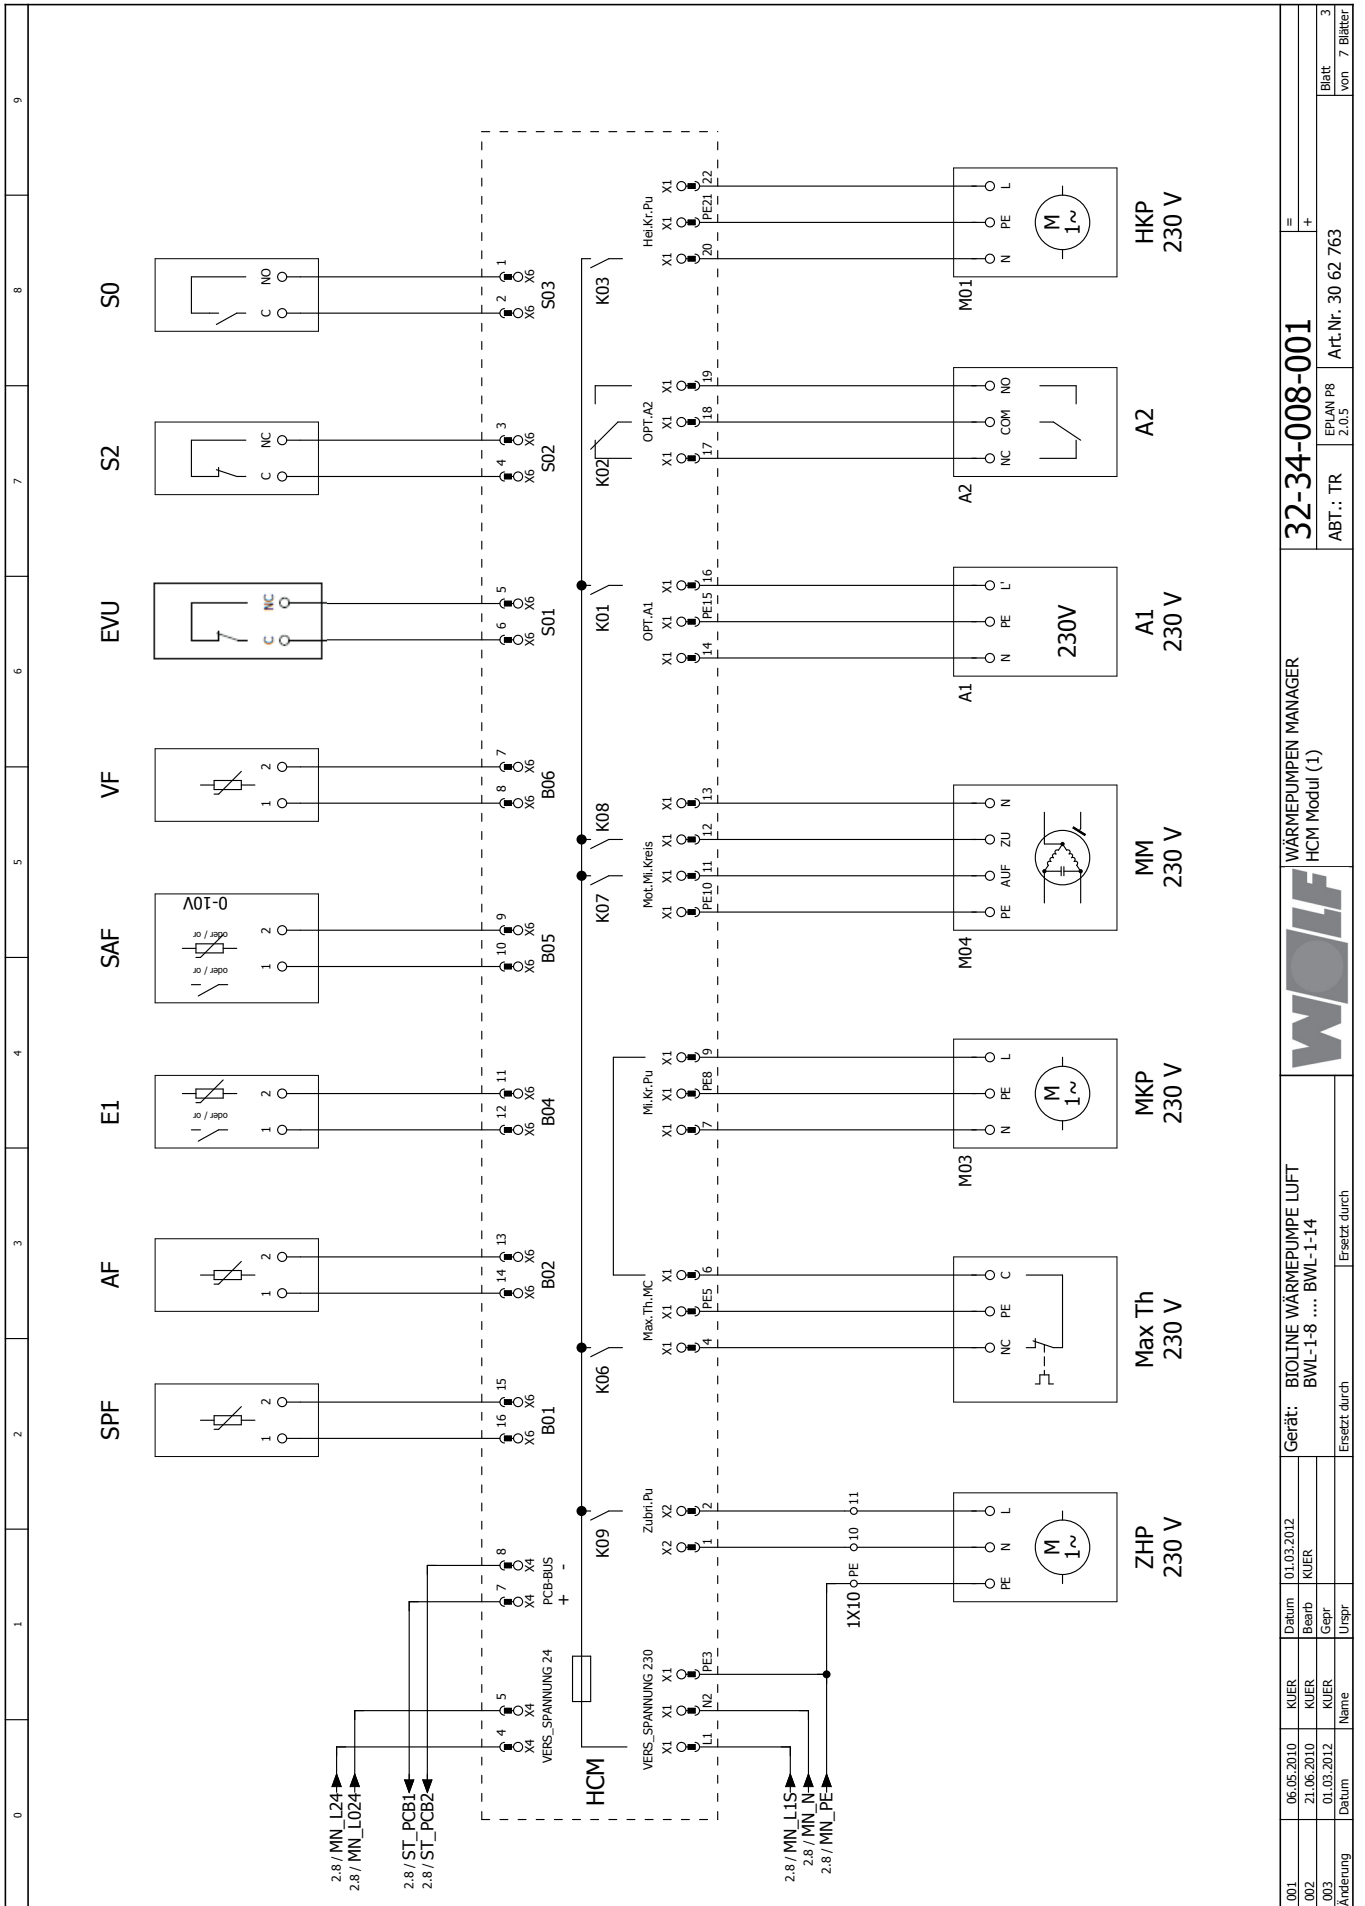 0 1 2 3 4 5 6 7 8 9
SPF AF E1 SAF VF EVU S2 S0
oder / or
oder / or oder / or
0-10V
1 2 1 2 1 2 1 2 1 2 C NC C NC C NO
2.8 / MN_L24
2.8 / MN_L024
2.8 / ST_PCB1
2.8 / ST_PCB2
4 5 7 8 16 15 14 13 12 11 10 9 8 7 6 5 4 3 2 1
X4 X4 X4 X4 X6 X6 X6 X6 X6 X6 X6 X6 X6 X6 X6 X6 X6 X6 X6 X6
VERS_SPANNUNG 24
PCB-BUS
+ -
B01 B02 B04 B05 B06 S01 S02 S03
HCM
K09 K06 K07 K08 K01 K02 K03
VERS_SPANNUNG 230
Zubri.Pu
Max.Th.MC
Mi.Kr.Pu
Mot.Mi.Kreis
OPT.A1
OPT.A2
Hei.Kr.Pu
X1 X1 X1 X2 X2 X1 X1 X1 X1 X1 X1 X1 X1 X1 X1 X1 X1 X1 X1 X1 X1 X1 X1 X1
L1 N2 PE3 1 2 4 PE5 6 7 PE8 9 PE10 11 12 13 14 PE15 16 17 18 19 20 PE21 22
2.8 / MN_L1S
2.8 / MN_N
2.8 / MN_PE
1X10 PE 10 11
M03 M04 A1 A2 M01
PE N L NC PE C N PE L PE AUF ZU N N PE L' NC COM NO N PE L
M
1~
M
1~
230V
M
1~
ZHP
230 V
Max Th
230 V
MKP
230 V
MM
230 V
A1
230 V
A2
HKP
230 V
001 06.05.2010 KUER
002 21.06.2010 KUER
003 01.03.2012 KUER
Änderung Datum Name
Datum 01.03.2012
Bearb KUER
Gepr
Urspr
Gerät: BIOLINE WÄRMEPUMPE LUFT
BWL-1-8 .... BWL-1-14
Ersetzt durch Ersetzt durch
WOLF
WÄRMEPUMPEN MANAGER
HCM Modul (1)
32-34-008-001
ABT.: TR
EPLAN P8
2.0.5
Art.Nr. 30 62 763
=
+
Blatt 3
von 7 Blätter